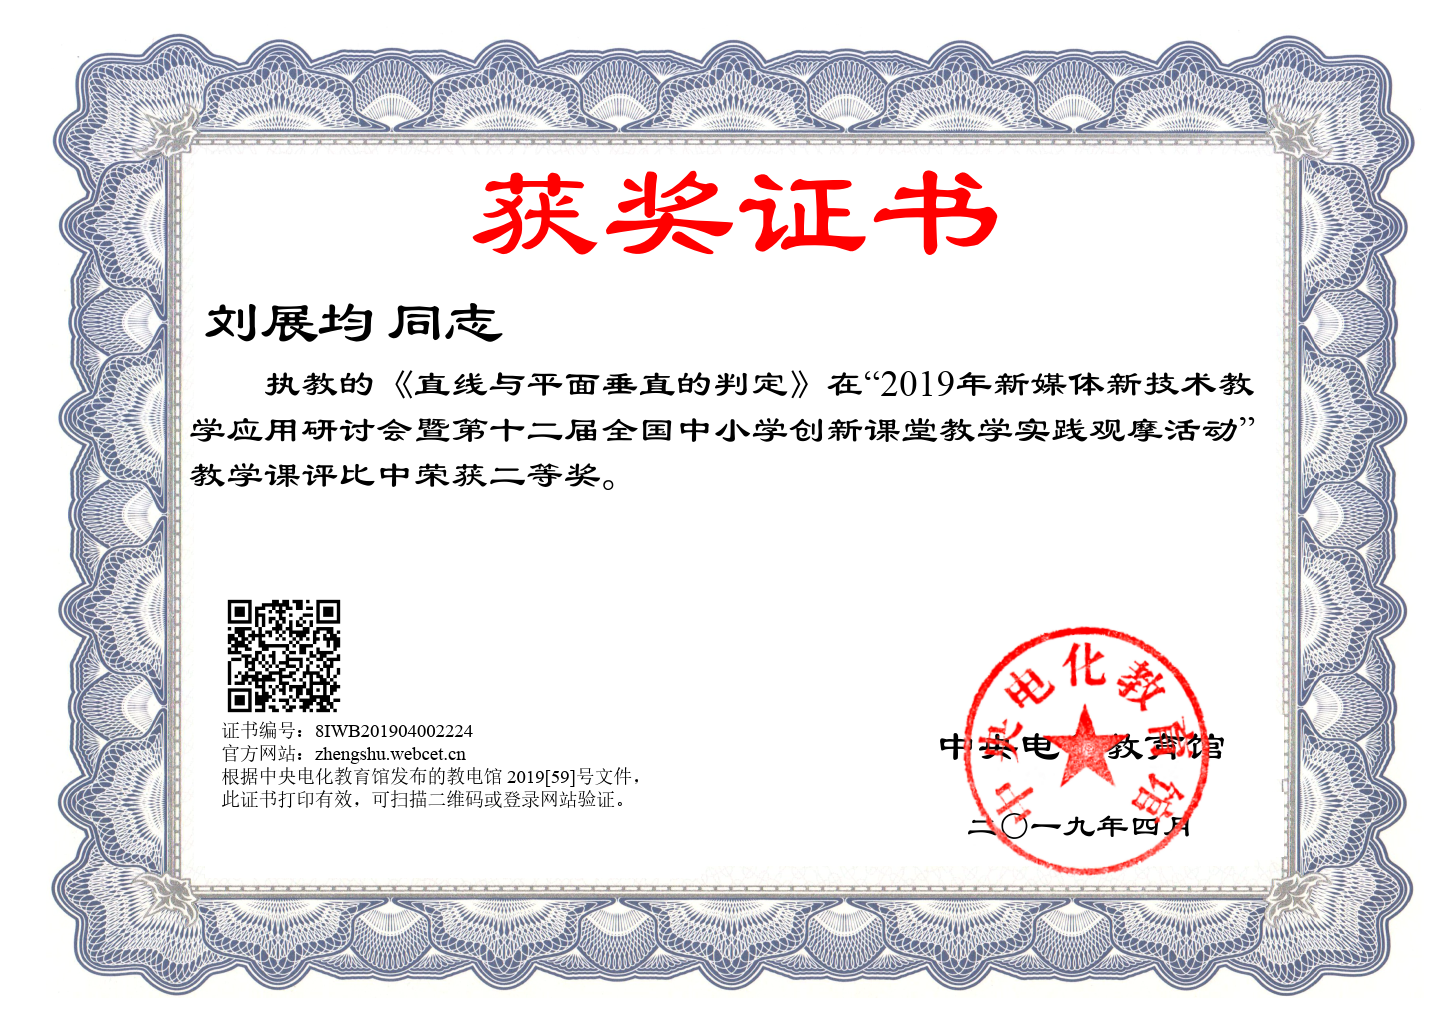 获奖证书
刘展均 同志
执教的《直线与平面垂直的判定》在“2019年新媒体新技术教
学应用研讨会暨第十二届全国中小学创新课堂教学实践观摩活动”
教学课评比中荣获二等奖。
证书编号：8IWB201904002224
官方网站：zhengshu.webcet.cn
根据中央电化教育馆发布的教电馆 2019[59]号文件，
此证书打印有效，可扫描二维码或登录网站验证。
中央电化教育馆
中央电化教育馆
二〇一九年四月